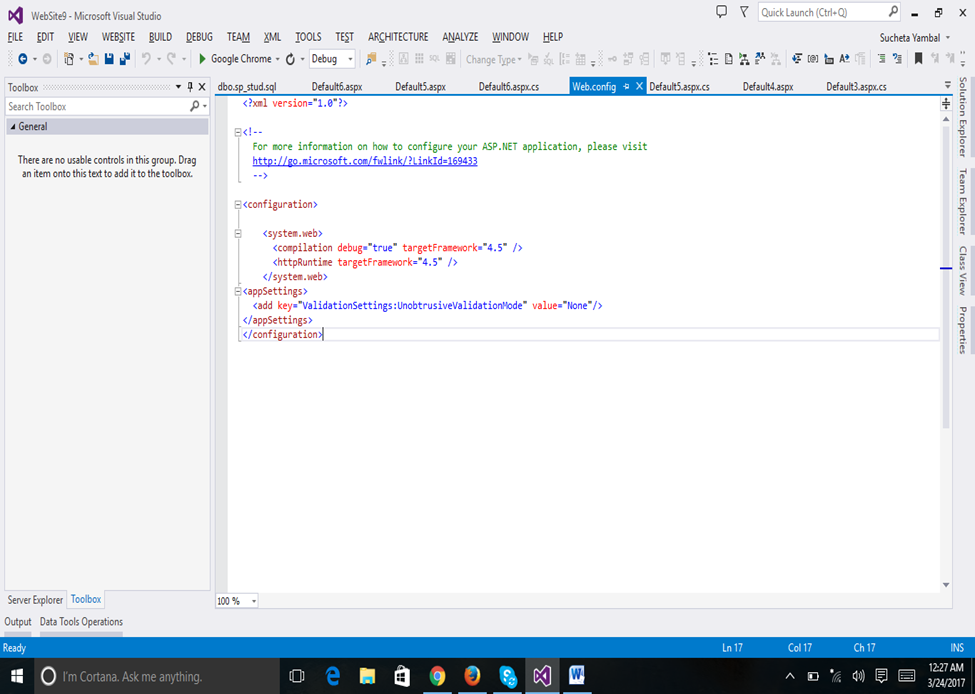 WebSite9 - Microsoft Visual Studio
Quick Launch (Ctrl+Q)
FILE EDIT VIEW WEBSITE BUILD DEBUG TEAM XML TOOLS TEST ARCHITECTURE ANALYZE WINDOW HELP
Sucheta Yambal
Google Chrome Debug Change Type
Toolbox
dbo.sp_stud.sql Default6.aspx Default5.aspx Default6.aspx.cs Web.config Default5.aspx.cs Default4.aspx Default3.aspx.cs
Search Toolbox
General
There are no usable controls in this group. Drag
an item onto this text to add it to the toolbox.
<?xml version="1.0"?>
<!--
For more information on how to configure your ASP.NET application, please visit
http://go.microsoft.com/fwlink/?LinkId=169433
-->
<configuration>
<system.web>
<compilation debug="true" targetFramework="4.5" />
<httpRuntime targetFramework="4.5" />
</system.web>
<appSettings>
<add key="ValidationSettings:UnobtrusiveValidationMode" value="None"/>
</appSettings>
</configuration>
Solution Explorer
Team Explorer
Class View
Properties
100 %
Server Explorer Toolbox
Output Data Tools Operations
Ready Ln 17 Col 17 Ch 17 INS
I'm Cortana. Ask me anything.
12:27 AM
3/24/2017